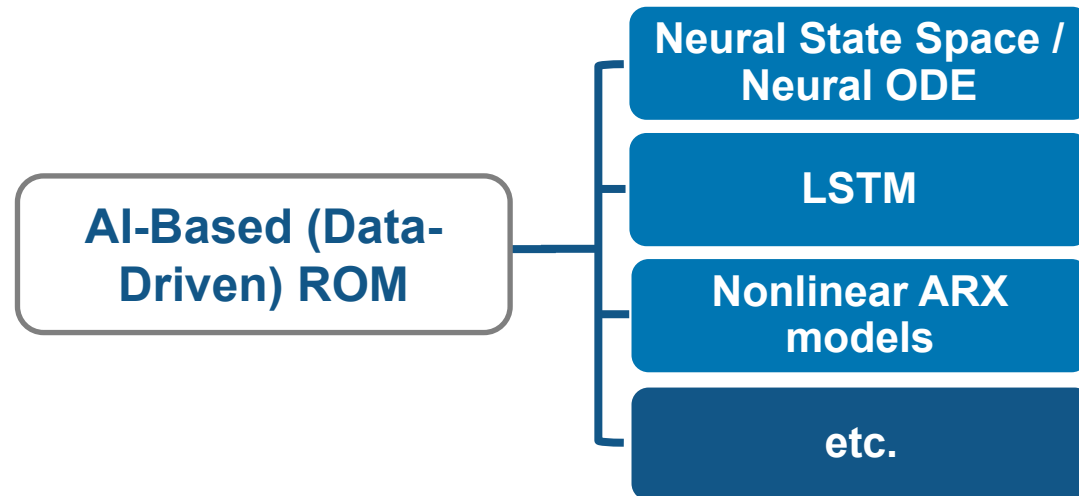 Neural State Space /
Neural ODE
LSTM
AI-Based (Data-
Driven) ROM
Nonlinear ARX
models
etc.